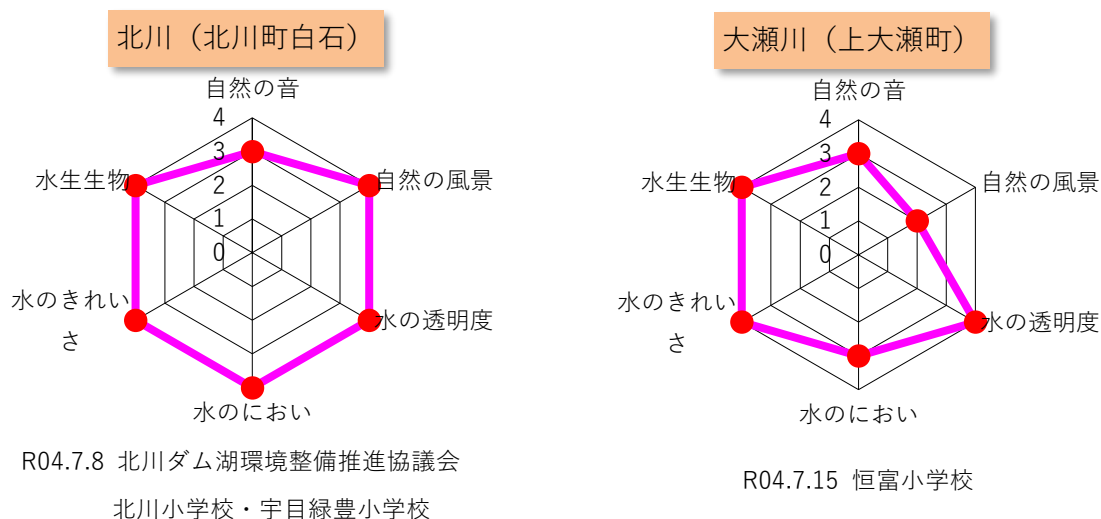 北川（北川町白石）
自然の音
4
3
2
1
0
自然の風景
水の透明度
水のにおい
水のきれい
さ
水生生物
R04.7.8 北川ダム湖環境整備推進協議会
北川小学校・宇目緑豊小学校
大瀬川（上大瀬町）
自然の音
4
3
2
1
0
自然の風景
水の透明度
水のにおい
水のきれい
さ
水生生物
R04.7.15 恒富小学校